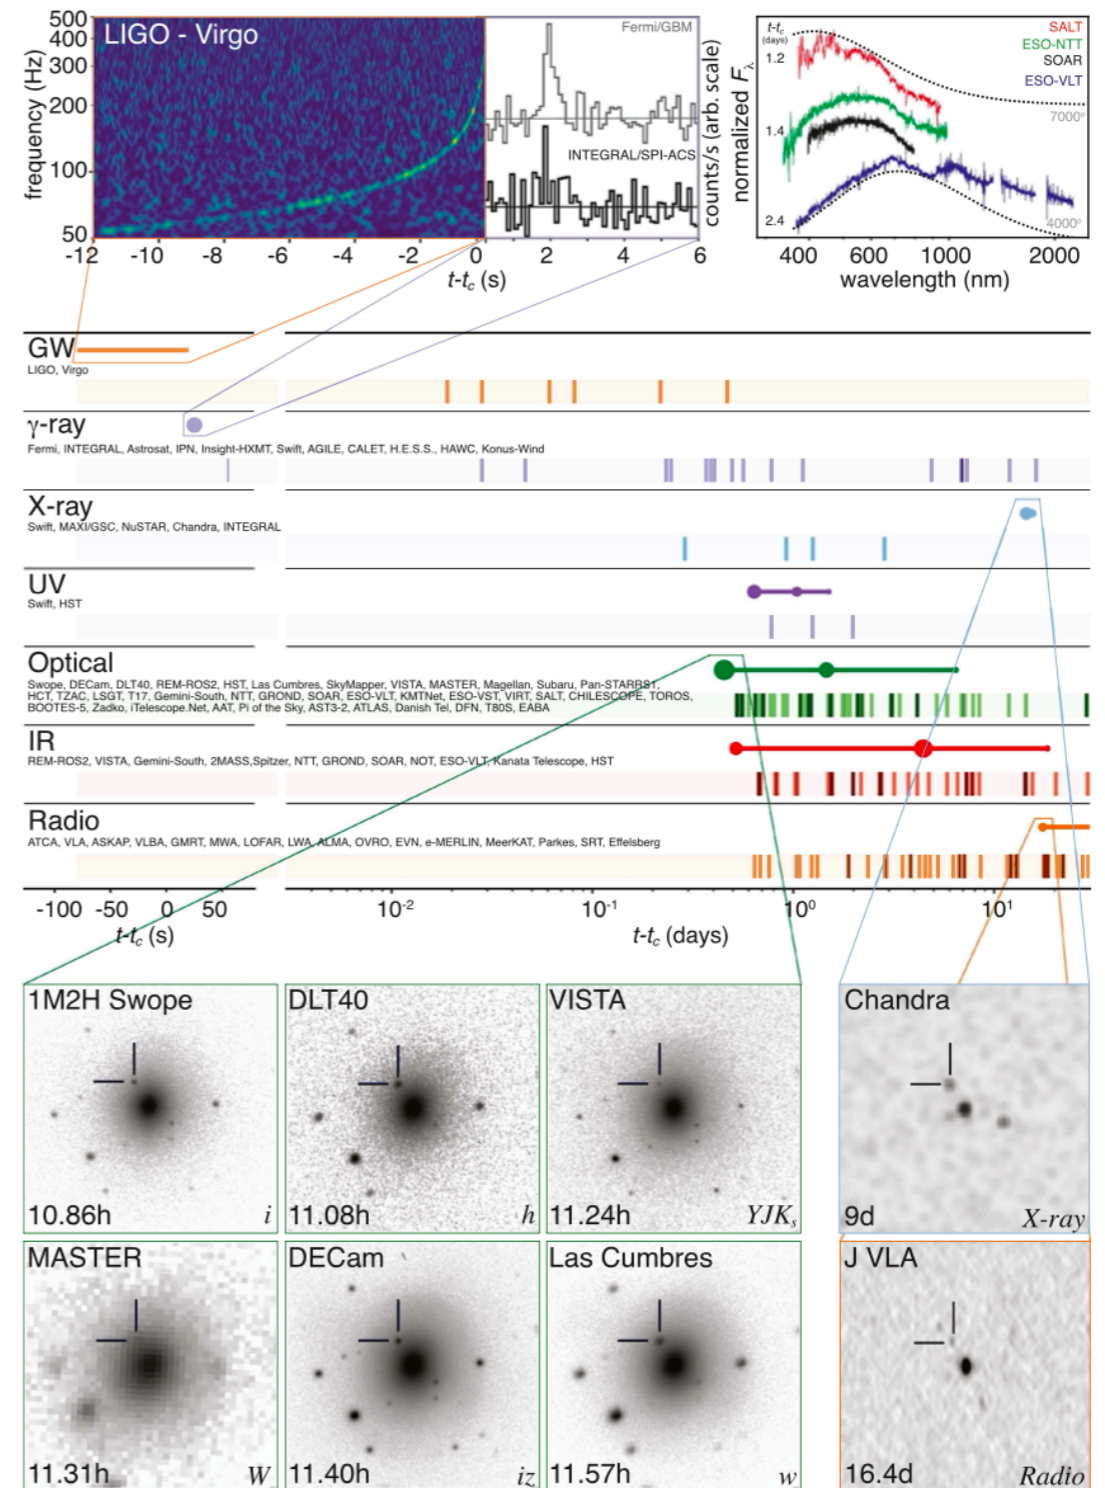 LIGO - Virgo
Fermi/GBM
INTEGRAL/SPI-ACS
frequency (Hz)
500
400
300
200
100
50
-12 -10 -8 -6 -4 -2 0 2 4 6
t-tc (s)
counts/s (arb. scale)
normalized Fλ
t-tc
(days)
1.2
1.4
2.4
SALT
ESO-NTT
SOAR
ESO-VLT
7000°
4000°
400 600 1000 2000
wavelength (nm)
GW
LIGO, Virgo
γ-ray
Fermi, INTEGRAL, Astrosat, IPN, Insight-HXMT, Swift, AGILE, CALET, H.E.S.S., HAWC, Konus-Wind
X-ray
Swift, MAXI/GSC, NuSTAR, Chandra, INTEGRAL
UV
Swift, HST
Optical
Swope, DECam, DLT40, REM-ROS2, HST, Las Cumbres, SkyMapper, VISTA, MASTER, Magellan, Subaru, Pan-STARRS1,
HCT, TZAC, LSGT, T17, Gemini-South, NTT, GROND, SOAR, ESO-VLT, KMTNet, ESO-VST, VIRT, SALT, CHILESCOPE, TOROS,
BOOTES-5, Zadko, iTelescope.Net, AAT, Pi of the Sky, AST3-2, ATLAS, Danish Tel, DFN, T80S, EABA
IR
REM-ROS2, VISTA, Gemini-South, 2MASS,Spitzer, NTT, GROND, SOAR, NOT, ESO-VLT, Kanata Telescope, HST
Radio
ATCA, VLA, ASKAP, VLBA, GMRT, MWA, LOFAR, LWA, ALMA, OVRO, EVN, e-MERLIN, MeerKAT, Parkes, SRT, Effelsberg
-100 -50 0 50 10-2 10-1 100 101
t-tc (s) t-tc (days)
1M2H Swope
10.86h i
DLT40
11.08h h
VISTA
11.24h YJKs
Chandra
9d X-ray
MASTER
11.31h W
DECam
11.40h iz
Las Cumbres
11.57h w
J VLA
16.4d Radio